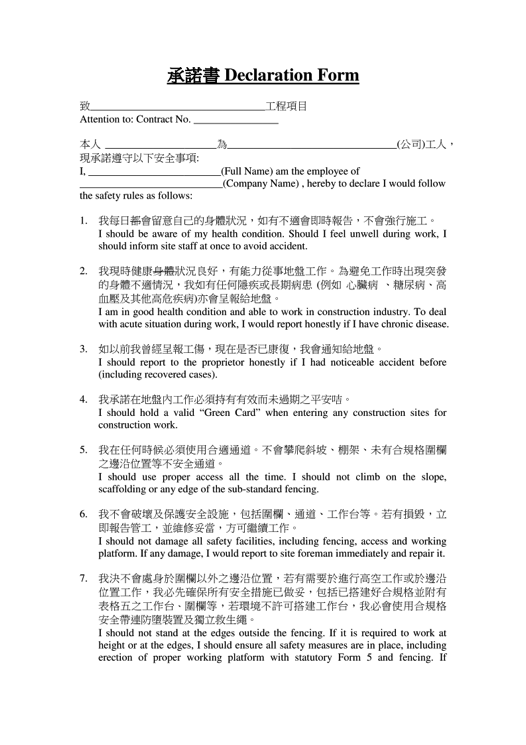 承諾書 Declaration Form
致________________________________工程項目
Attention to: Contract No. ________________
本人 _____________________為________________________________(公司)工人，
現承諾遵守以下安全事項:
I, _________________________(Full Name) am the employee of
___________________________(Company Name) , hereby to declare I would follow
the safety rules as follows:
1. 我每日都會留意自己的身體狀況，如有不適會即時報告，不會強行施工。
I should be aware of my health condition. Should I feel unwell during work, I
should inform site staff at once to avoid accident.
2. 我現時健康身體狀況良好，有能力從事地盤工作。為避免工作時出現突發
的身體不適情況，我如有任何隱疾或長期病患 (例如 心臟病 、糖尿病、高
血壓及其他高危疾病)亦會呈報給地盤。
I am in good health condition and able to work in construction industry. To deal
with acute situation during work, I would report honestly if I have chronic disease.
3. 如以前我曾經呈報工傷，現在是否已康復，我會通知給地盤。
I should report to the proprietor honestly if I had noticeable accident before
(including recovered cases).
4. 我承諾在地盤內工作必須持有有效而未過期之平安咭。
I should hold a valid “Green Card” when entering any construction sites for
construction work.
5. 我在任何時候必須使用合適通道。不會攀爬斜坡、棚架、未有合規格圍欄
之邊沿位置等不安全通道。
I should use proper access all the time. I should not climb on the slope,
scaffolding or any edge of the sub-standard fencing.
6. 我不會破壞及保護安全設施，包括圍欄、通道、工作台等。若有損毀，立
即報告管工，並維修妥當，方可繼續工作。
I should not damage all safety facilities, including fencing, access and working
platform. If any damage, I would report to site foreman immediately and repair it.
7. 我決不會處身於圍欄以外之邊沿位置，若有需要於進行高空工作或於邊沿
位置工作，我必先確保所有安全措施已做妥，包括已搭建好合規格並附有
表格五之工作台、圍欄等，若環境不許可搭建工作台，我必會使用合規格
安全帶連防墮裝置及獨立救生繩。
I should not stand at the edges outside the fencing. If it is required to work at
height or at the edges, I should ensure all safety measures are in place, including
erection of proper working platform with statutory Form 5 and fencing. If